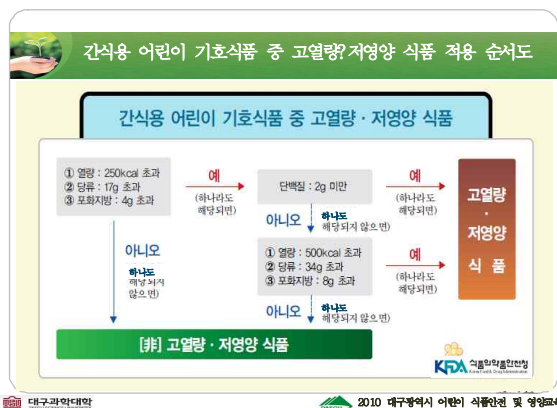 간식용 어린이 기호식품 중 고열량?저영양 식품 적용 순서도
간식용 어린이 기호식품 중 고열량 · 저영양 식품
① 열량 : 250kcal 초과
② 당류 : 17g 초과
③ 포화지방 : 4g 초과
예
(하나라도
해당되면)
단백질 : 2g 미만
예
(하나라도
해당되면)
고열량
·
저영양
식 품
아니오
하나도
해당되지
않으면)
아니오
하나도
해당되지 않으면)
① 열량 : 500kcal 초과
② 당류 : 34g 초과
③ 포화지방 : 8g 초과
예
(하나라도
해당되면)
아니오
하나도
해당되지 않으면)
[非] 고열량 · 저영양 식품
KFDA 식품의약품안전청
대구과학대학
2010 대구광역시 어린이 식품안전 및 영양교